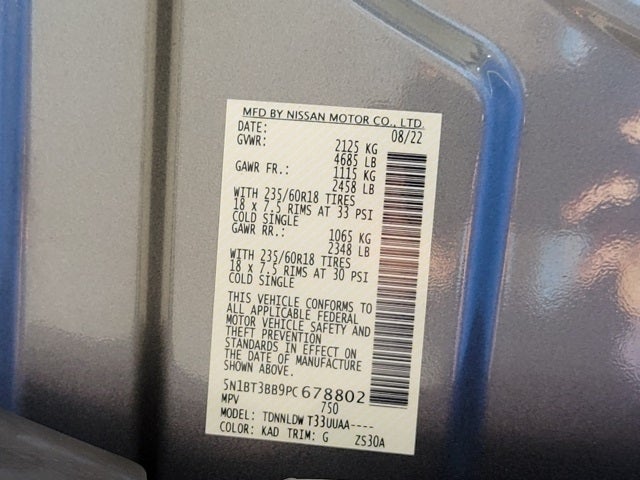 MFD BY NISSAN MOTOR CO., LTD.
DATE: 08/22
GVWR: 2125 KG
4685 LB
GAWR FR.: 1115 KG
2458 LB
WITH 235/60R18 TIRES
18 x 7.5 RIMS AT 33 PSI
COLD SINGLE
GAWR RR.: 1065 KG
2348 LB
WITH 235/60R18 TIRES
18 x 7.5 RIMS AT 30 PSI
COLD SINGLE
THIS VEHICLE CONFORMS TO
ALL APPLICABLE FEDERAL
MOTOR VEHICLE SAFETY AND
THEFT PREVENTION
STANDARDS IN EFFECT ON
THE DATE OF MANUFACTURE
SHOWN ABOVE.
5N1BT3BB9PC678802
MPV 750
MODEL: TDNNLDWT33UUAA----
COLOR: KAD TRIM: G ZS30A